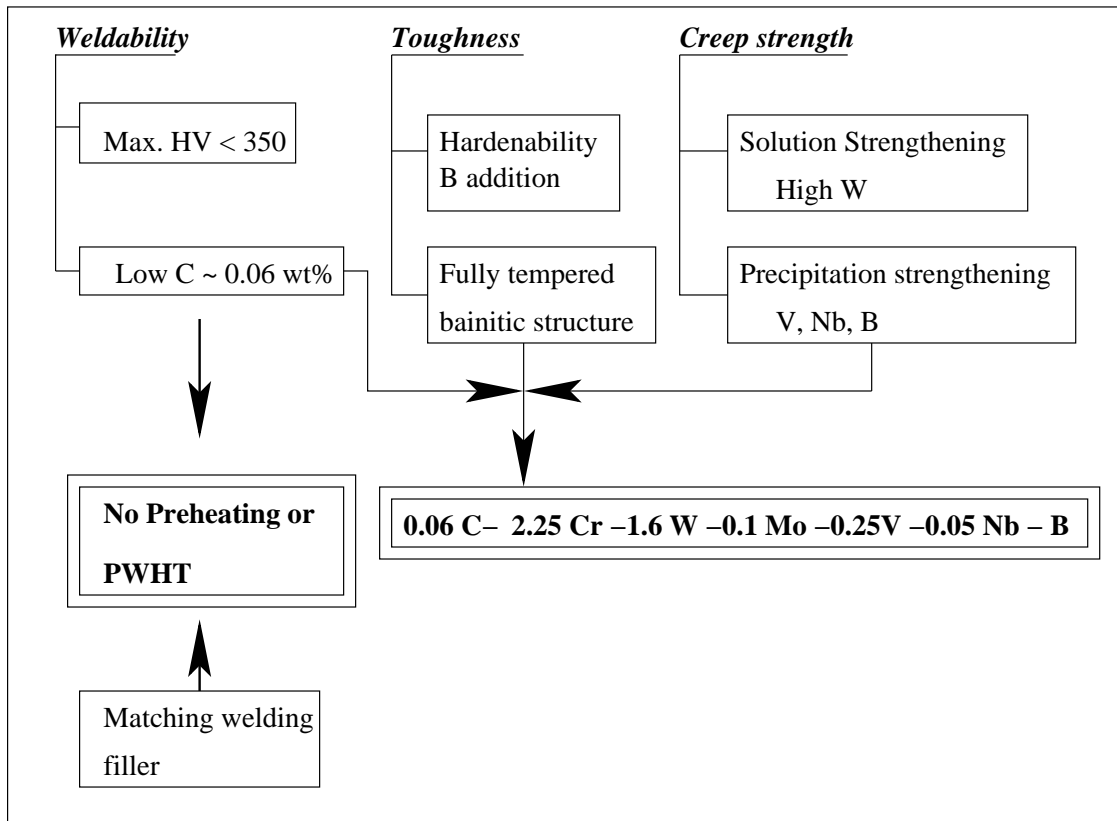 Weldability
Toughness
Creep strength
Max. HV < 350
Hardenability
B addition
Solution Strengthening
High W
Low C ~ 0.06 wt%
Fully tempered
bainitic structure
Precipitation strengthening
V, Nb, B
No Preheating or
PWHT
0.06 C– 2.25 Cr –1.6 W –0.1 Mo –0.25V –0.05 Nb – B
Matching welding
filler